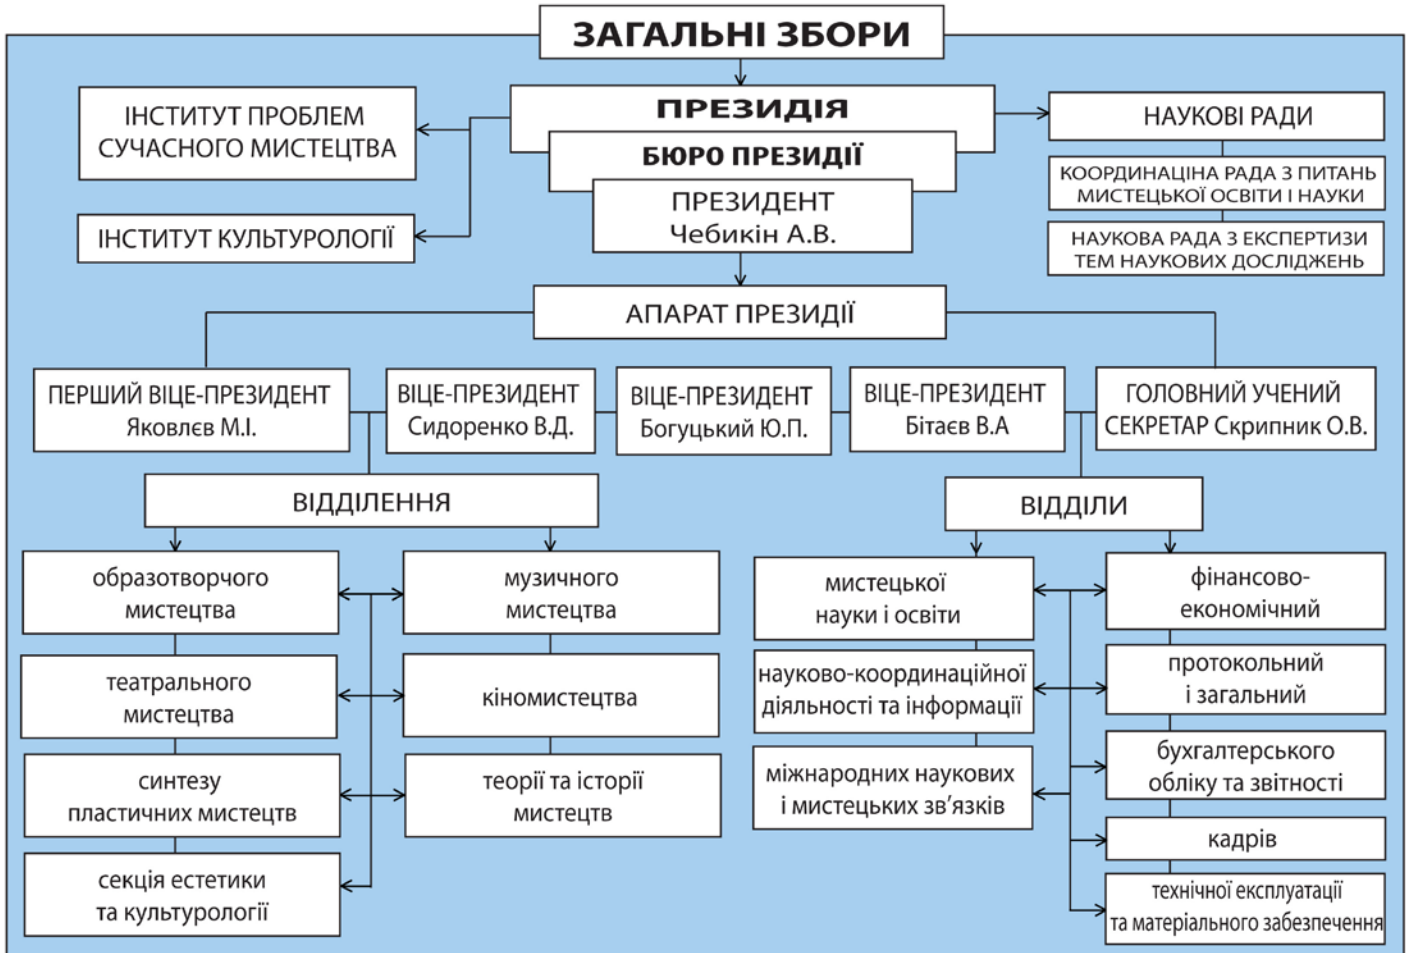 ЗАГАЛЬНІ ЗБОРИ
ПРЕЗИДІЯ
БЮРО ПРЕЗИДІЇ
ПРЕЗИДЕНТ
Чебикін А.В.
ІНСТИТУТ ПРОБЛЕМ
СУЧАСНОГО МИСТЕЦТВА
ІНСТИТУТ КУЛЬТУРОЛОГІЇ
НАУКОВІ РАДИ
КООРДИНАЦІНА РАДА З ПИТАНЬ
МИСТЕЦЬКОЇ ОСВІТИ І НАУКИ
НАУКОВА РАДА З ЕКСПЕРТИЗИ
ТЕМ НАУКОВИХ ДОСЛІДЖЕНЬ
АПАРАТ ПРЕЗИДІЇ
ПЕРШИЙ ВІЦЕ-ПРЕЗИДЕНТ
Яковлєв М.І.
ВІЦЕ-ПРЕЗИДЕНТ
Сидоренко В.Д.
ВІЦЕ-ПРЕЗИДЕНТ
Богуцький Ю.П.
ВІЦЕ-ПРЕЗИДЕНТ
Бітаєв В.А
ГОЛОВНИЙ УЧЕНИЙ
СЕКРЕТАР Скрипник О.В.
ВІДДІЛЕННЯ
образотворчого
мистецтва
театрального
мистецтва
синтезу
пластичних мистецтв
секція естетики
та культурології
музичного
мистецтва
кіномистецтва
теорії та історії
мистецтв
ВІДДІЛИ
мистецької
науки і освіти
науково-координаційної
діяльності та інформації
міжнародних наукових
і мистецьких зв’язків
фінансово-
економічний
протокольний
і загальний
бухгалтерського
обліку та звітності
кадрів
технічної експлуатації
та матеріального забезпечення